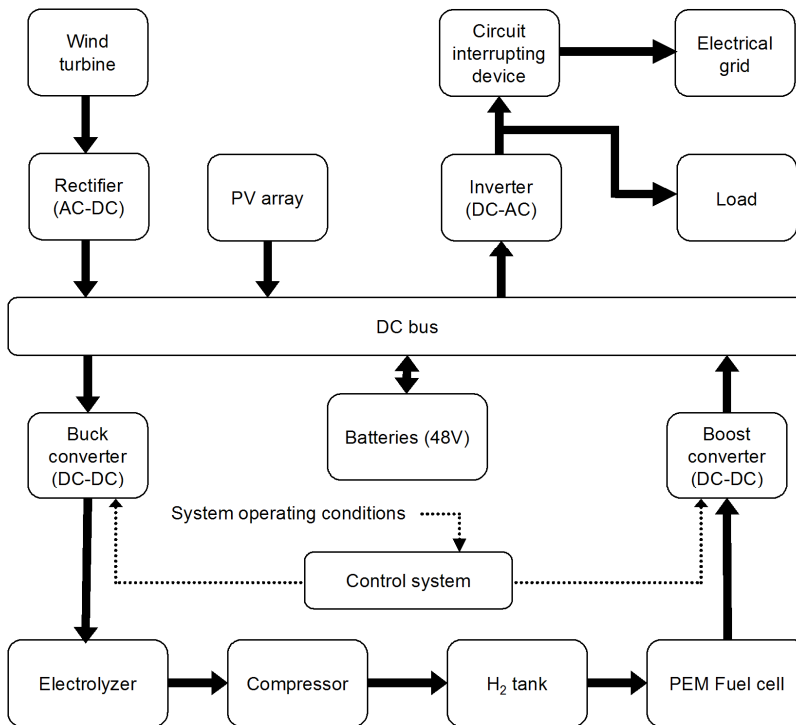 Wind
turbine
Circuit
interrupting
device
Electrical
grid
Rectifier
(AC-DC)
PV array
Inverter
(DC-AC)
Load
DC bus
Buck
converter
(DC-DC)
Batteries (48V)
Boost
converter
(DC-DC)
System operating conditions
Control system
Electrolyzer
Compressor
H₂ tank
PEM Fuel cell